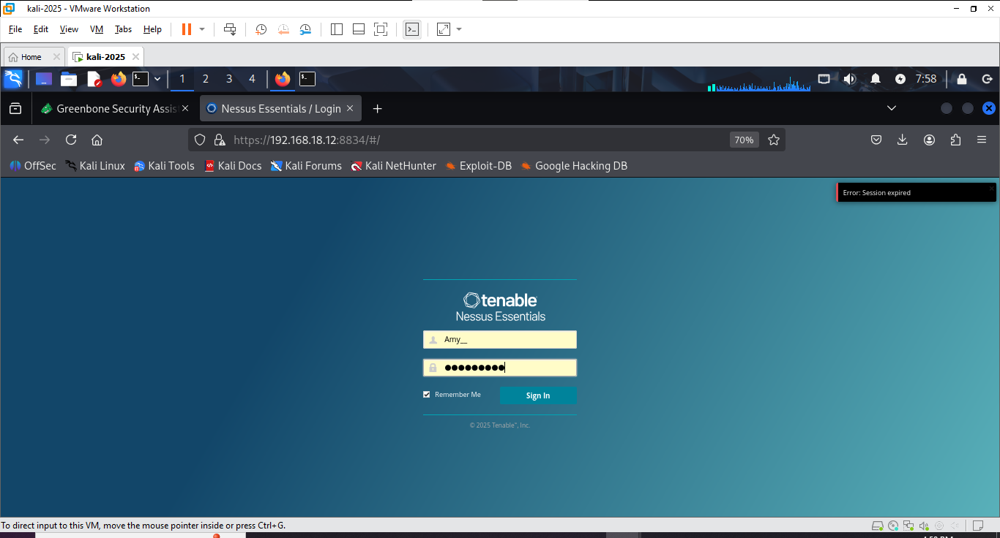 kali-2025 - VMware Workstation
File Edit View VM Tabs Help
Home kali-2025
1 2 3 4 7:58
Greenbone Security Assis Nessus Essentials / Login
https://192.168.18.12:8834/#/ 70%
OffSec Kali Linux Kali Tools Kali Docs Kali Forums Kali NetHunter Exploit-DB Google Hacking DB
Error: Session expired
tenable
Nessus Essentials
Amy__
Remember Me Sign In
© 2025 Tenable™, Inc.
To direct input to this VM, move the mouse pointer inside or press Ctrl+G.